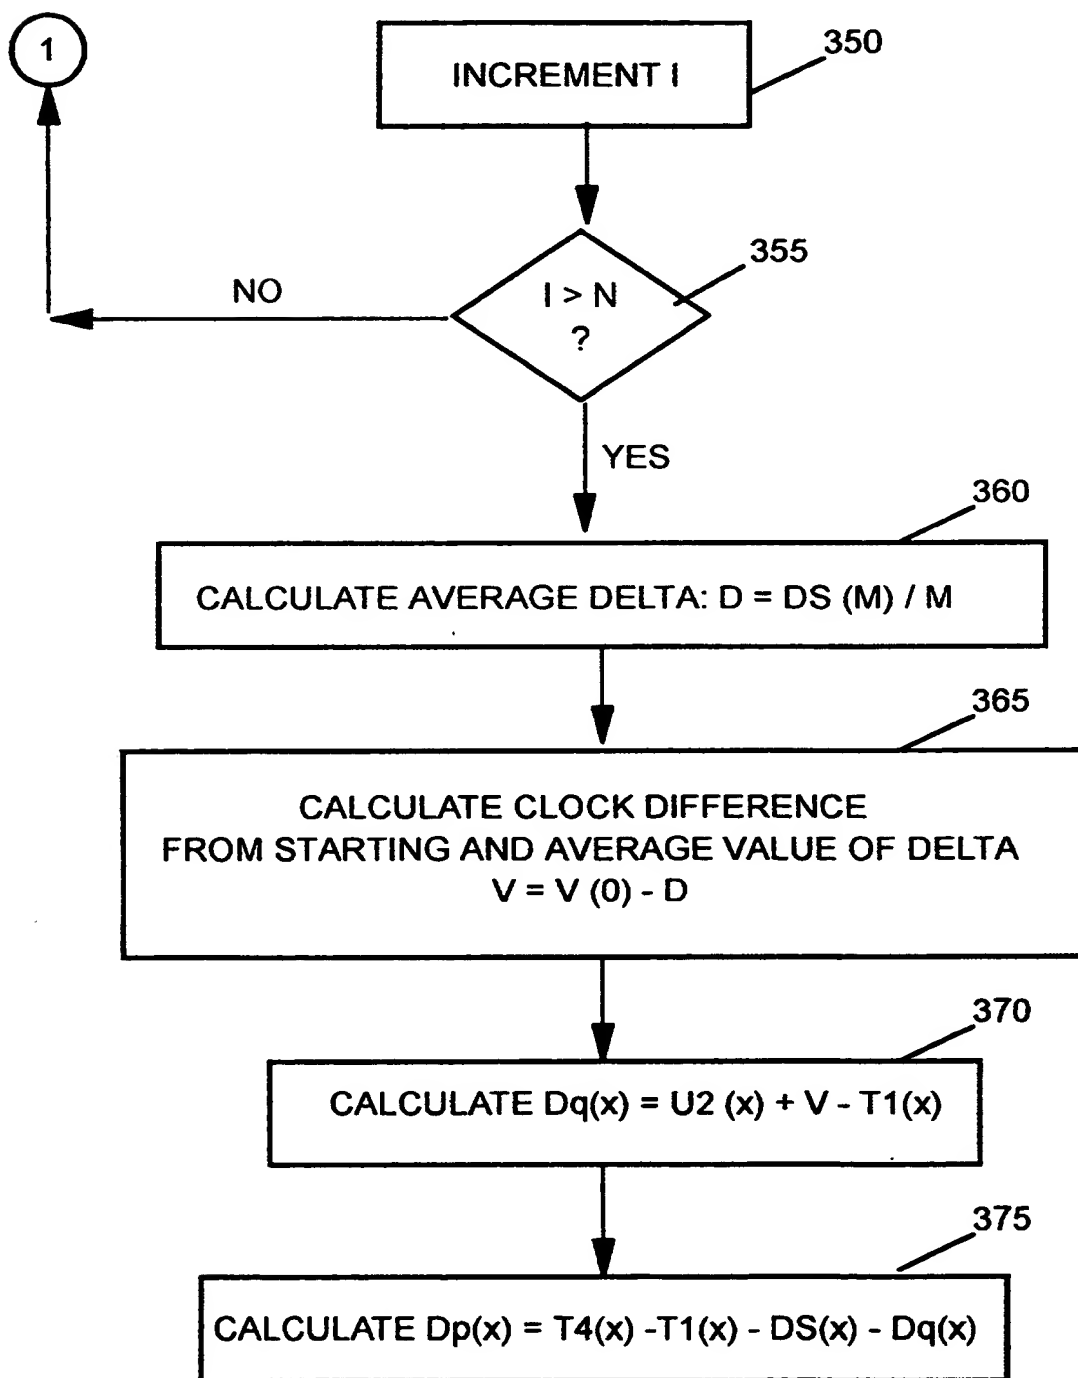 1
INCREMENT I
350
355
I > N
?
NO
YES
360
CALCULATE AVERAGE DELTA: D = DS (M) / M
365
CALCULATE CLOCK DIFFERENCE
FROM STARTING AND AVERAGE VALUE OF DELTA
V = V (0) - D
370
CALCULATE Dq(x) = U2 (x) + V - T1(x)
375
CALCULATE Dp(x) = T4(x) -T1(x) - DS(x) - Dq(x)